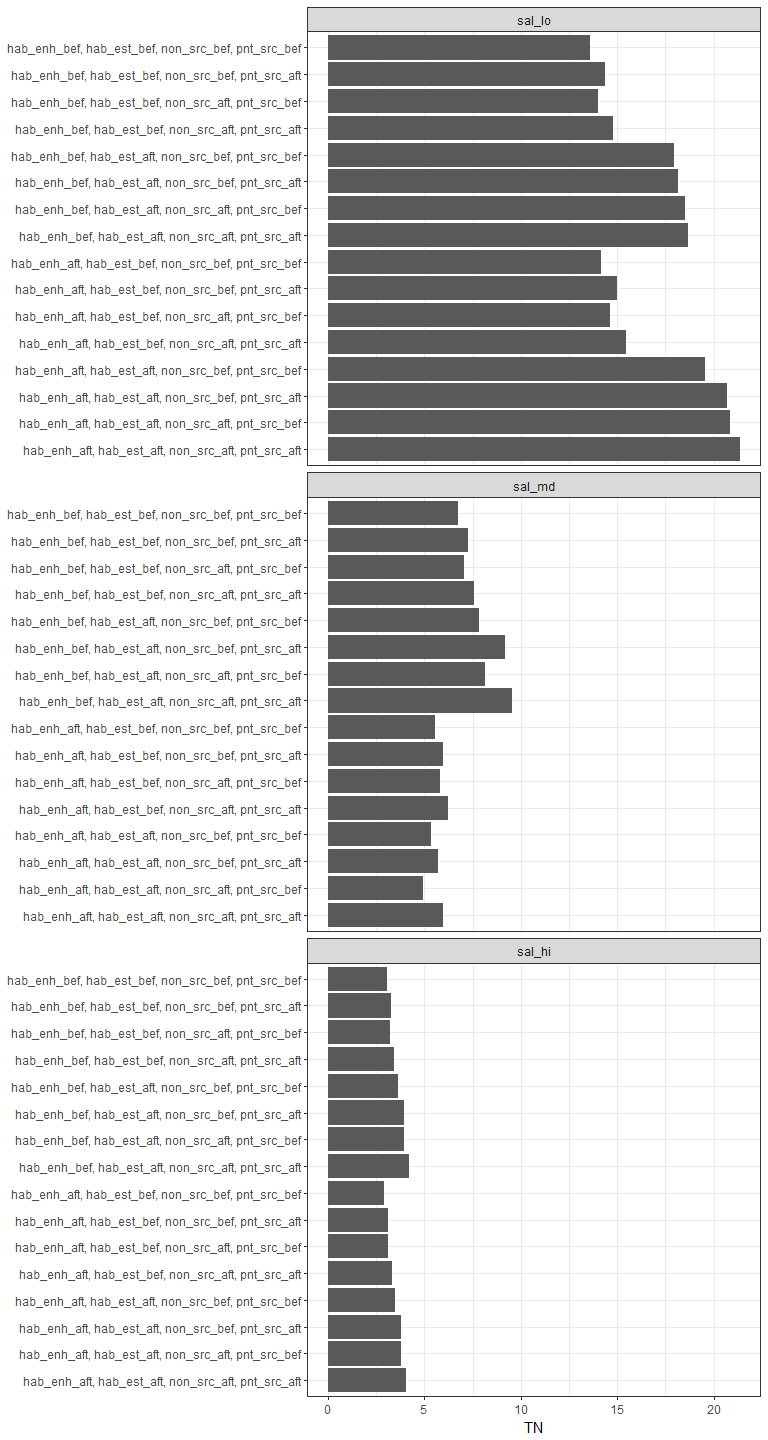 sal_lo
hab_enh_bef, hab_est_bef, non_src_bef, pnt_src_bef
hab_enh_bef, hab_est_bef, non_src_bef, pnt_src_aft
hab_enh_bef, hab_est_bef, non_src_aft, pnt_src_bef
hab_enh_bef, hab_est_bef, non_src_aft, pnt_src_aft
hab_enh_bef, hab_est_aft, non_src_bef, pnt_src_bef
hab_enh_bef, hab_est_aft, non_src_bef, pnt_src_aft
hab_enh_bef, hab_est_aft, non_src_aft, pnt_src_bef
hab_enh_bef, hab_est_aft, non_src_aft, pnt_src_aft
hab_enh_aft, hab_est_bef, non_src_bef, pnt_src_bef
hab_enh_aft, hab_est_bef, non_src_bef, pnt_src_aft
hab_enh_aft, hab_est_bef, non_src_aft, pnt_src_bef
hab_enh_aft, hab_est_bef, non_src_aft, pnt_src_aft
hab_enh_aft, hab_est_aft, non_src_bef, pnt_src_bef
hab_enh_aft, hab_est_aft, non_src_bef, pnt_src_aft
hab_enh_aft, hab_est_aft, non_src_aft, pnt_src_bef
hab_enh_aft, hab_est_aft, non_src_aft, pnt_src_aft
sal_md
hab_enh_bef, hab_est_bef, non_src_bef, pnt_src_bef
hab_enh_bef, hab_est_bef, non_src_bef, pnt_src_aft
hab_enh_bef, hab_est_bef, non_src_aft, pnt_src_bef
hab_enh_bef, hab_est_bef, non_src_aft, pnt_src_aft
hab_enh_bef, hab_est_aft, non_src_bef, pnt_src_bef
hab_enh_bef, hab_est_aft, non_src_bef, pnt_src_aft
hab_enh_bef, hab_est_aft, non_src_aft, pnt_src_bef
hab_enh_bef, hab_est_aft, non_src_aft, pnt_src_aft
hab_enh_aft, hab_est_bef, non_src_bef, pnt_src_bef
hab_enh_aft, hab_est_bef, non_src_bef, pnt_src_aft
hab_enh_aft, hab_est_bef, non_src_aft, pnt_src_bef
hab_enh_aft, hab_est_bef, non_src_aft, pnt_src_aft
hab_enh_aft, hab_est_aft, non_src_bef, pnt_src_bef
hab_enh_aft, hab_est_aft, non_src_bef, pnt_src_aft
hab_enh_aft, hab_est_aft, non_src_aft, pnt_src_bef
hab_enh_aft, hab_est_aft, non_src_aft, pnt_src_aft
sal_hi
hab_enh_bef, hab_est_bef, non_src_bef, pnt_src_bef
hab_enh_bef, hab_est_bef, non_src_bef, pnt_src_aft
hab_enh_bef, hab_est_bef, non_src_aft, pnt_src_bef
hab_enh_bef, hab_est_bef, non_src_aft, pnt_src_aft
hab_enh_bef, hab_est_aft, non_src_bef, pnt_src_bef
hab_enh_bef, hab_est_aft, non_src_bef, pnt_src_aft
hab_enh_bef, hab_est_aft, non_src_aft, pnt_src_bef
hab_enh_bef, hab_est_aft, non_src_aft, pnt_src_aft
hab_enh_aft, hab_est_bef, non_src_bef, pnt_src_bef
hab_enh_aft, hab_est_bef, non_src_bef, pnt_src_aft
hab_enh_aft, hab_est_bef, non_src_aft, pnt_src_bef
hab_enh_aft, hab_est_bef, non_src_aft, pnt_src_aft
hab_enh_aft, hab_est_aft, non_src_bef, pnt_src_bef
hab_enh_aft, hab_est_aft, non_src_bef, pnt_src_aft
hab_enh_aft, hab_est_aft, non_src_aft, pnt_src_bef
hab_enh_aft, hab_est_aft, non_src_aft, pnt_src_aft
0 5 10 15 20
TN